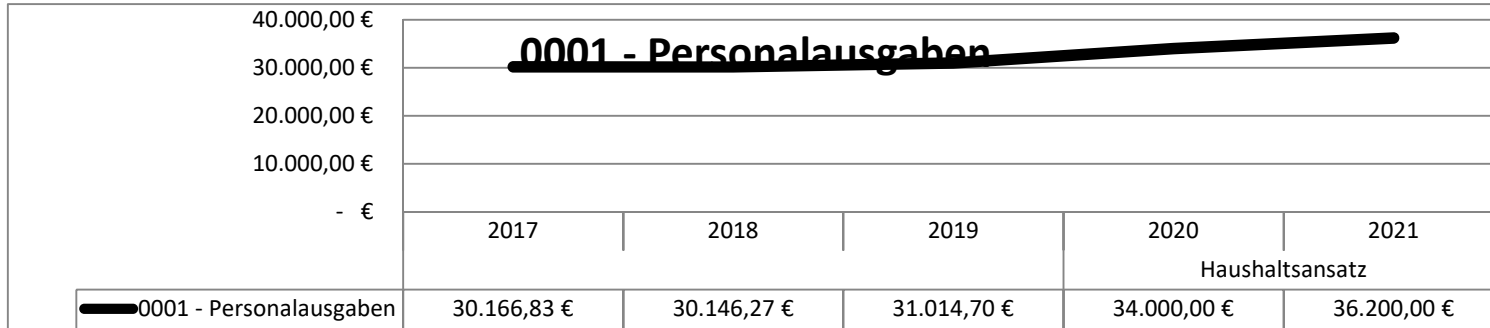 0001 - Personalausgaben
40.000,00 €
30.000,00 €
20.000,00 €
10.000,00 €
- €
2017 2018 2019 2020 2021
Haushaltsansatz
0001 - Personalausgaben 30.166,83 € 30.146,27 € 31.014,70 € 34.000,00 € 36.200,00 €